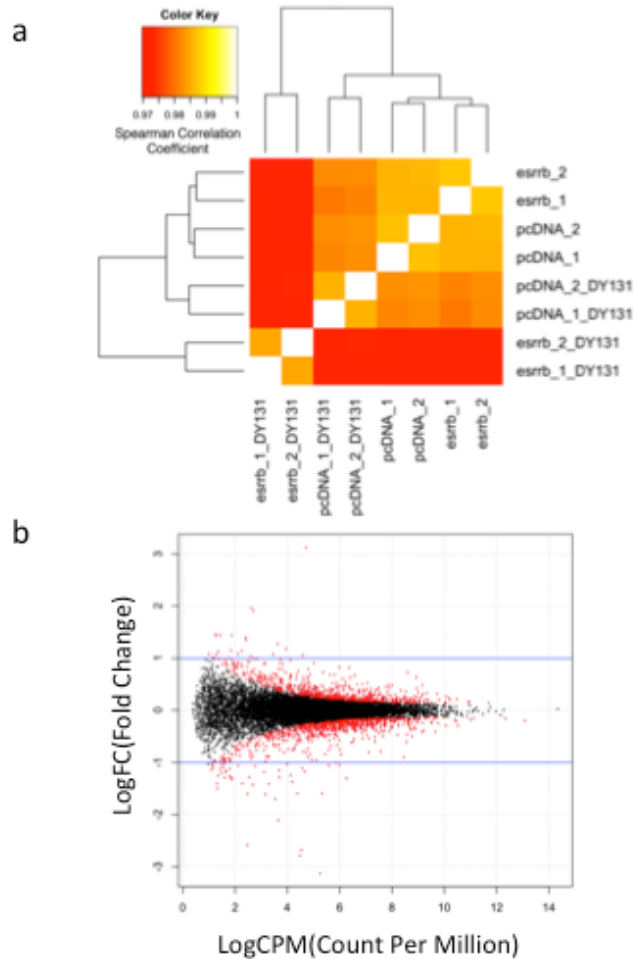 a
Color Key
0.97 0.98 0.99 1
Spearman Correlation
Coefficient
esrrb_2
esrrb_1
pcDNA_2
pcDNA_1
pcDNA_2_DY131
pcDNA_1_DY131
esrrb_2_DY131
esrrb_1_DY131
esrrb_1_DY131
esrrb_2_DY131
pcDNA_1_DY131
pcDNA_2_DY131
pcDNA_1
pcDNA_2
esrrb_1
esrrb_2
b
LogFC(Fold Change)
3
2
1
0
-1
-2
-3
0 2 4 6 8 10 12 14
LogCPM(Count Per Million)